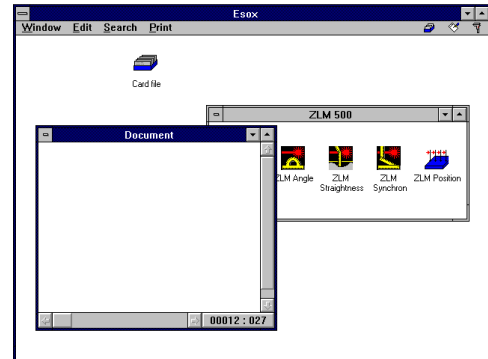 Esox
Window Edit Search Print
Card file
ZLM 500
Document
ZLM Angle
ZLM
Straightness
ZLM
Synchron
ZLM Position
00012 : 027